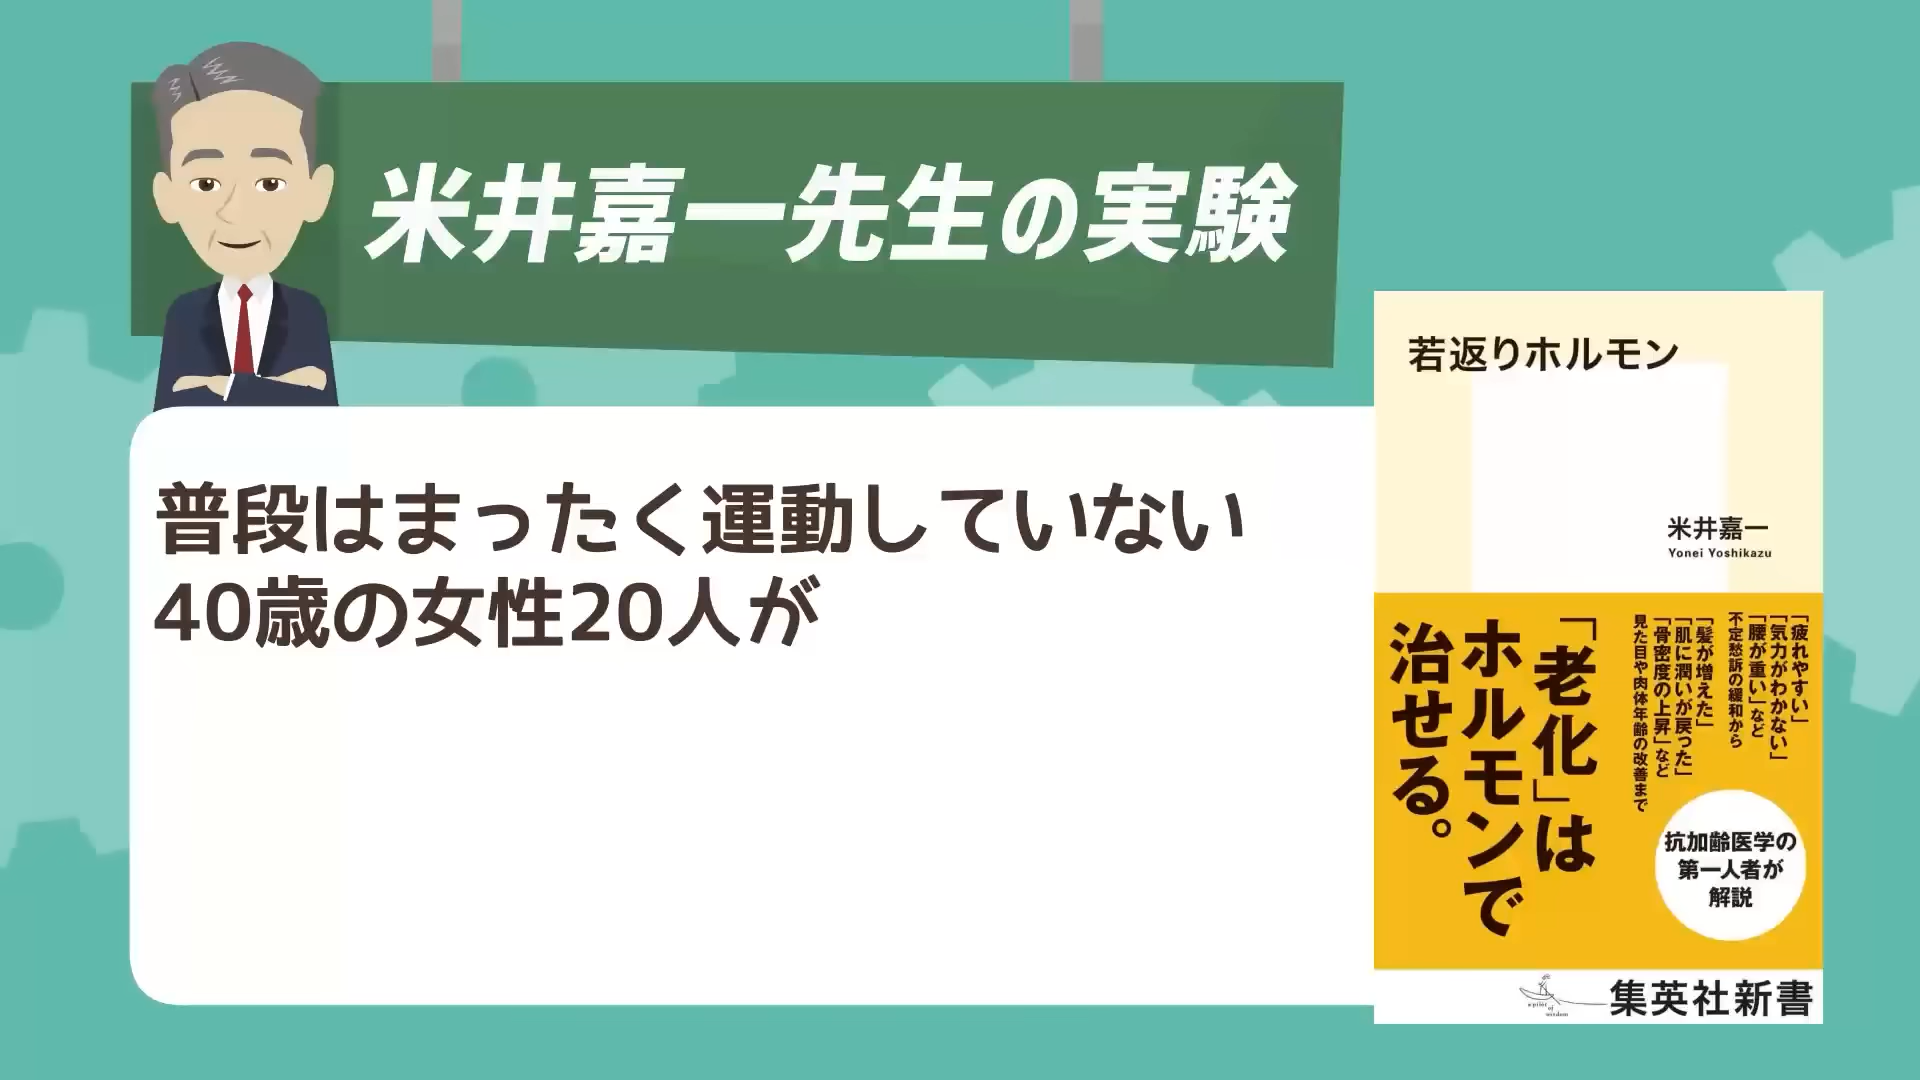 米井嘉一先生の実験
普段はまったく運動していない
40歳の女性20人が
若返りホルモン
米井嘉一
Yonei Yoshikazu
「疲れやすい」
「気力がわかない」
「腰が重い」など
不定愁訴の緩和から
「髪が増えた」
「肌に潤いが戻った」
「骨密度の上昇」など
見た目や肉体年齢の改善まで
「老化」は
ホルモンで
治せる。
抗加齢医学の
第一人者が
解説
a pilot of wisdom
集英社新書